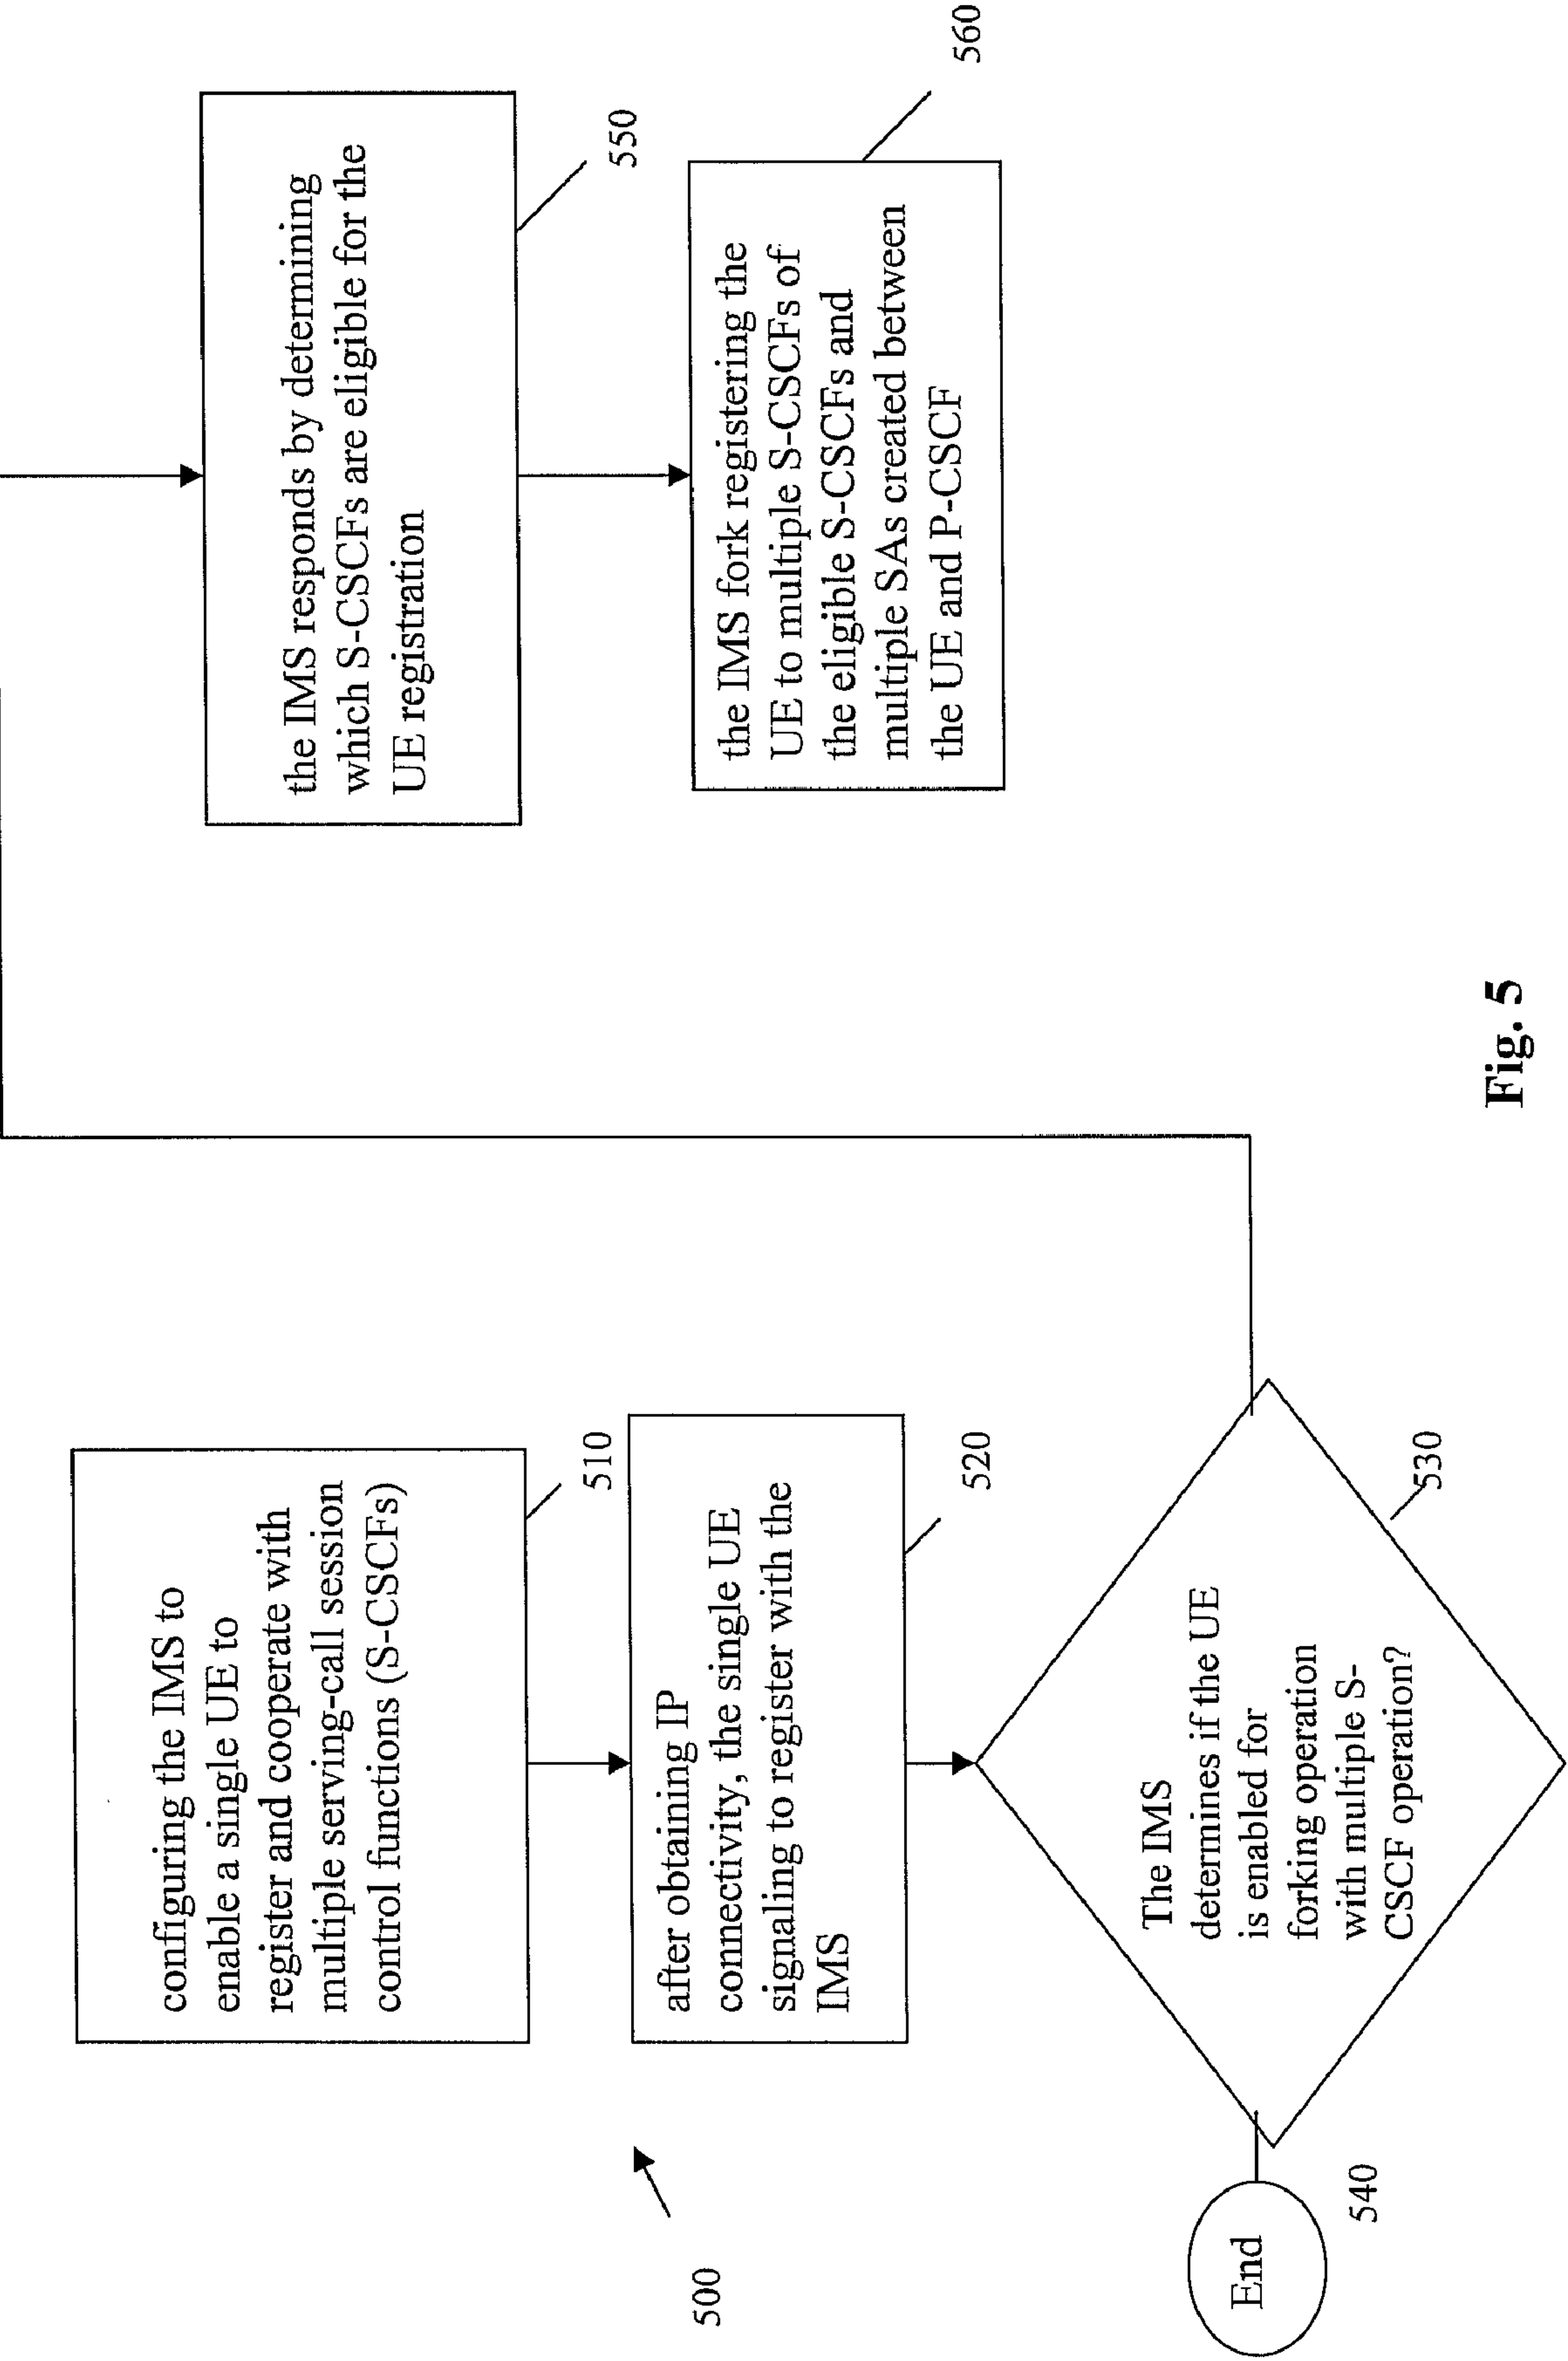 500
configuring the IMS to
enable a single UE to
register and cooperate with
multiple serving-call session
control functions (S-CSCFs)
510
after obtaining IP
connectivity, the single UE
signaling to register with the
IMS
520
The IMS
determines if the UE
is enabled for
forking operation
with multiple S-
CSCF operation?
530
End
540
the IMS responds by determining
which S-CSCFs are eligible for the
UE registration
550
the IMS fork registering the
UE to multiple S-CSCFs of
the eligible S-CSCFs and
multiple SAs created between
the UE and P-CSCF
560
Fig. 5